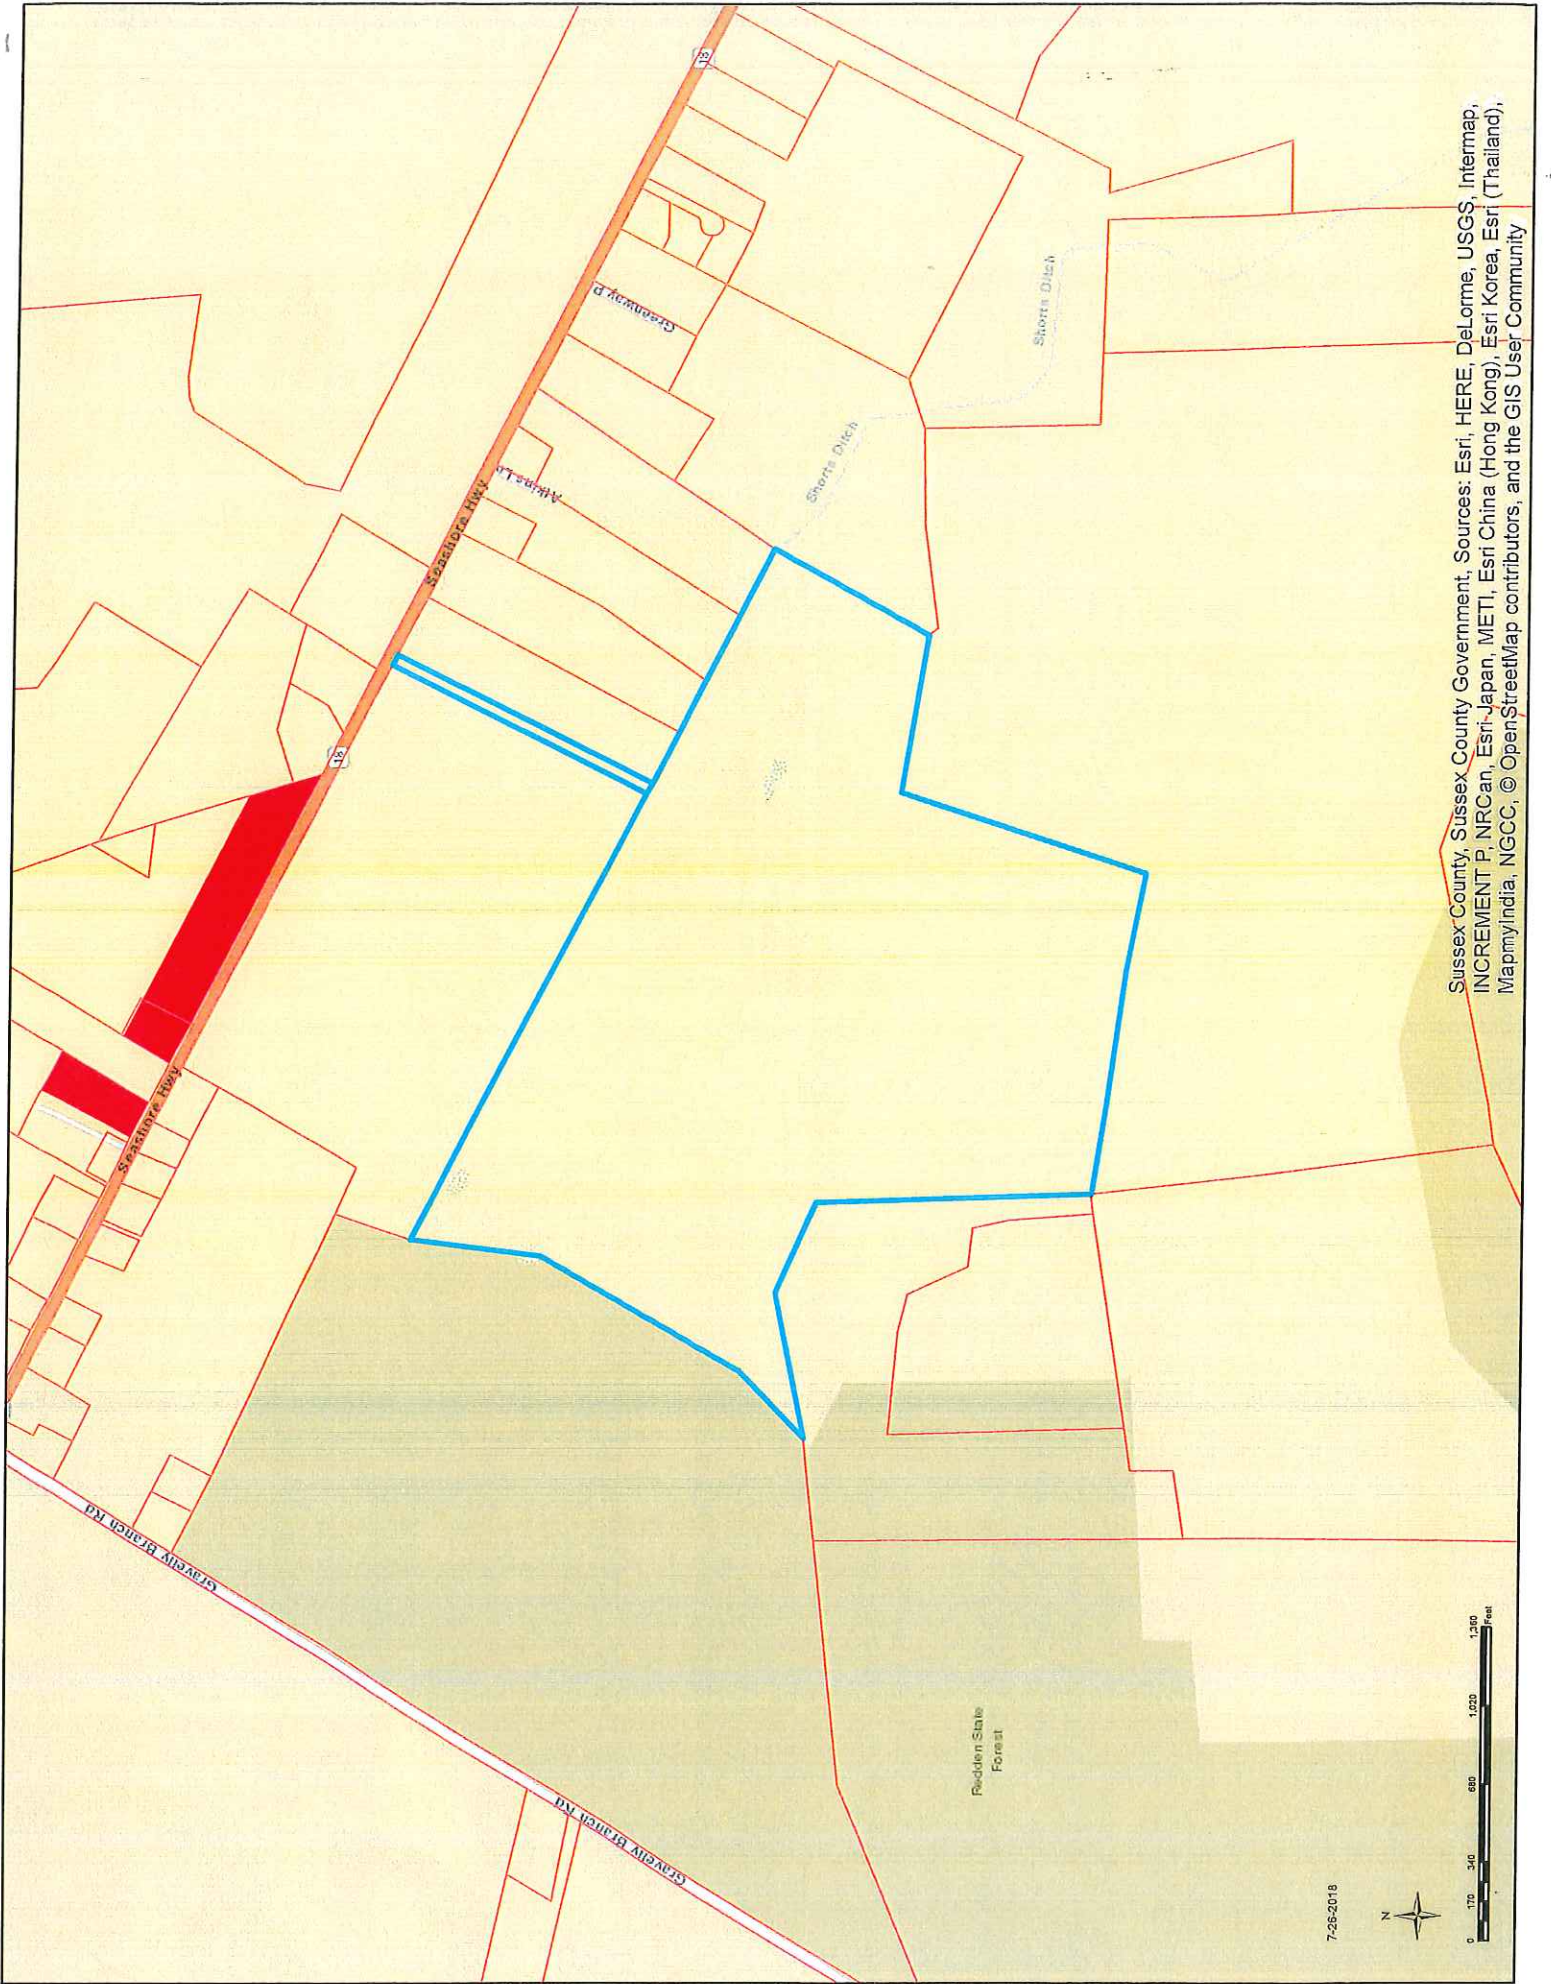 18
Greenway P
Atkins Ln
Seashore Hwy
18
Seashore Hwy
Shorts Ditch
Shorts Ditch
Gravelly Branch Rd
Gravelly Branch Rd
Redden State
Forest
7-26-2018
N
0 170 340 680 1,020 1,360
Feet
Sussex County, Sussex County Government, Sources: Esri, HERE, DeLorme, USGS, Intermap,
INCREMENT P, NRCan, Esri Japan, METI, Esri China (Hong Kong), Esri Korea, Esri (Thailand),
MapmyIndia, NGCC, © OpenStreetMap contributors, and the GIS User Community